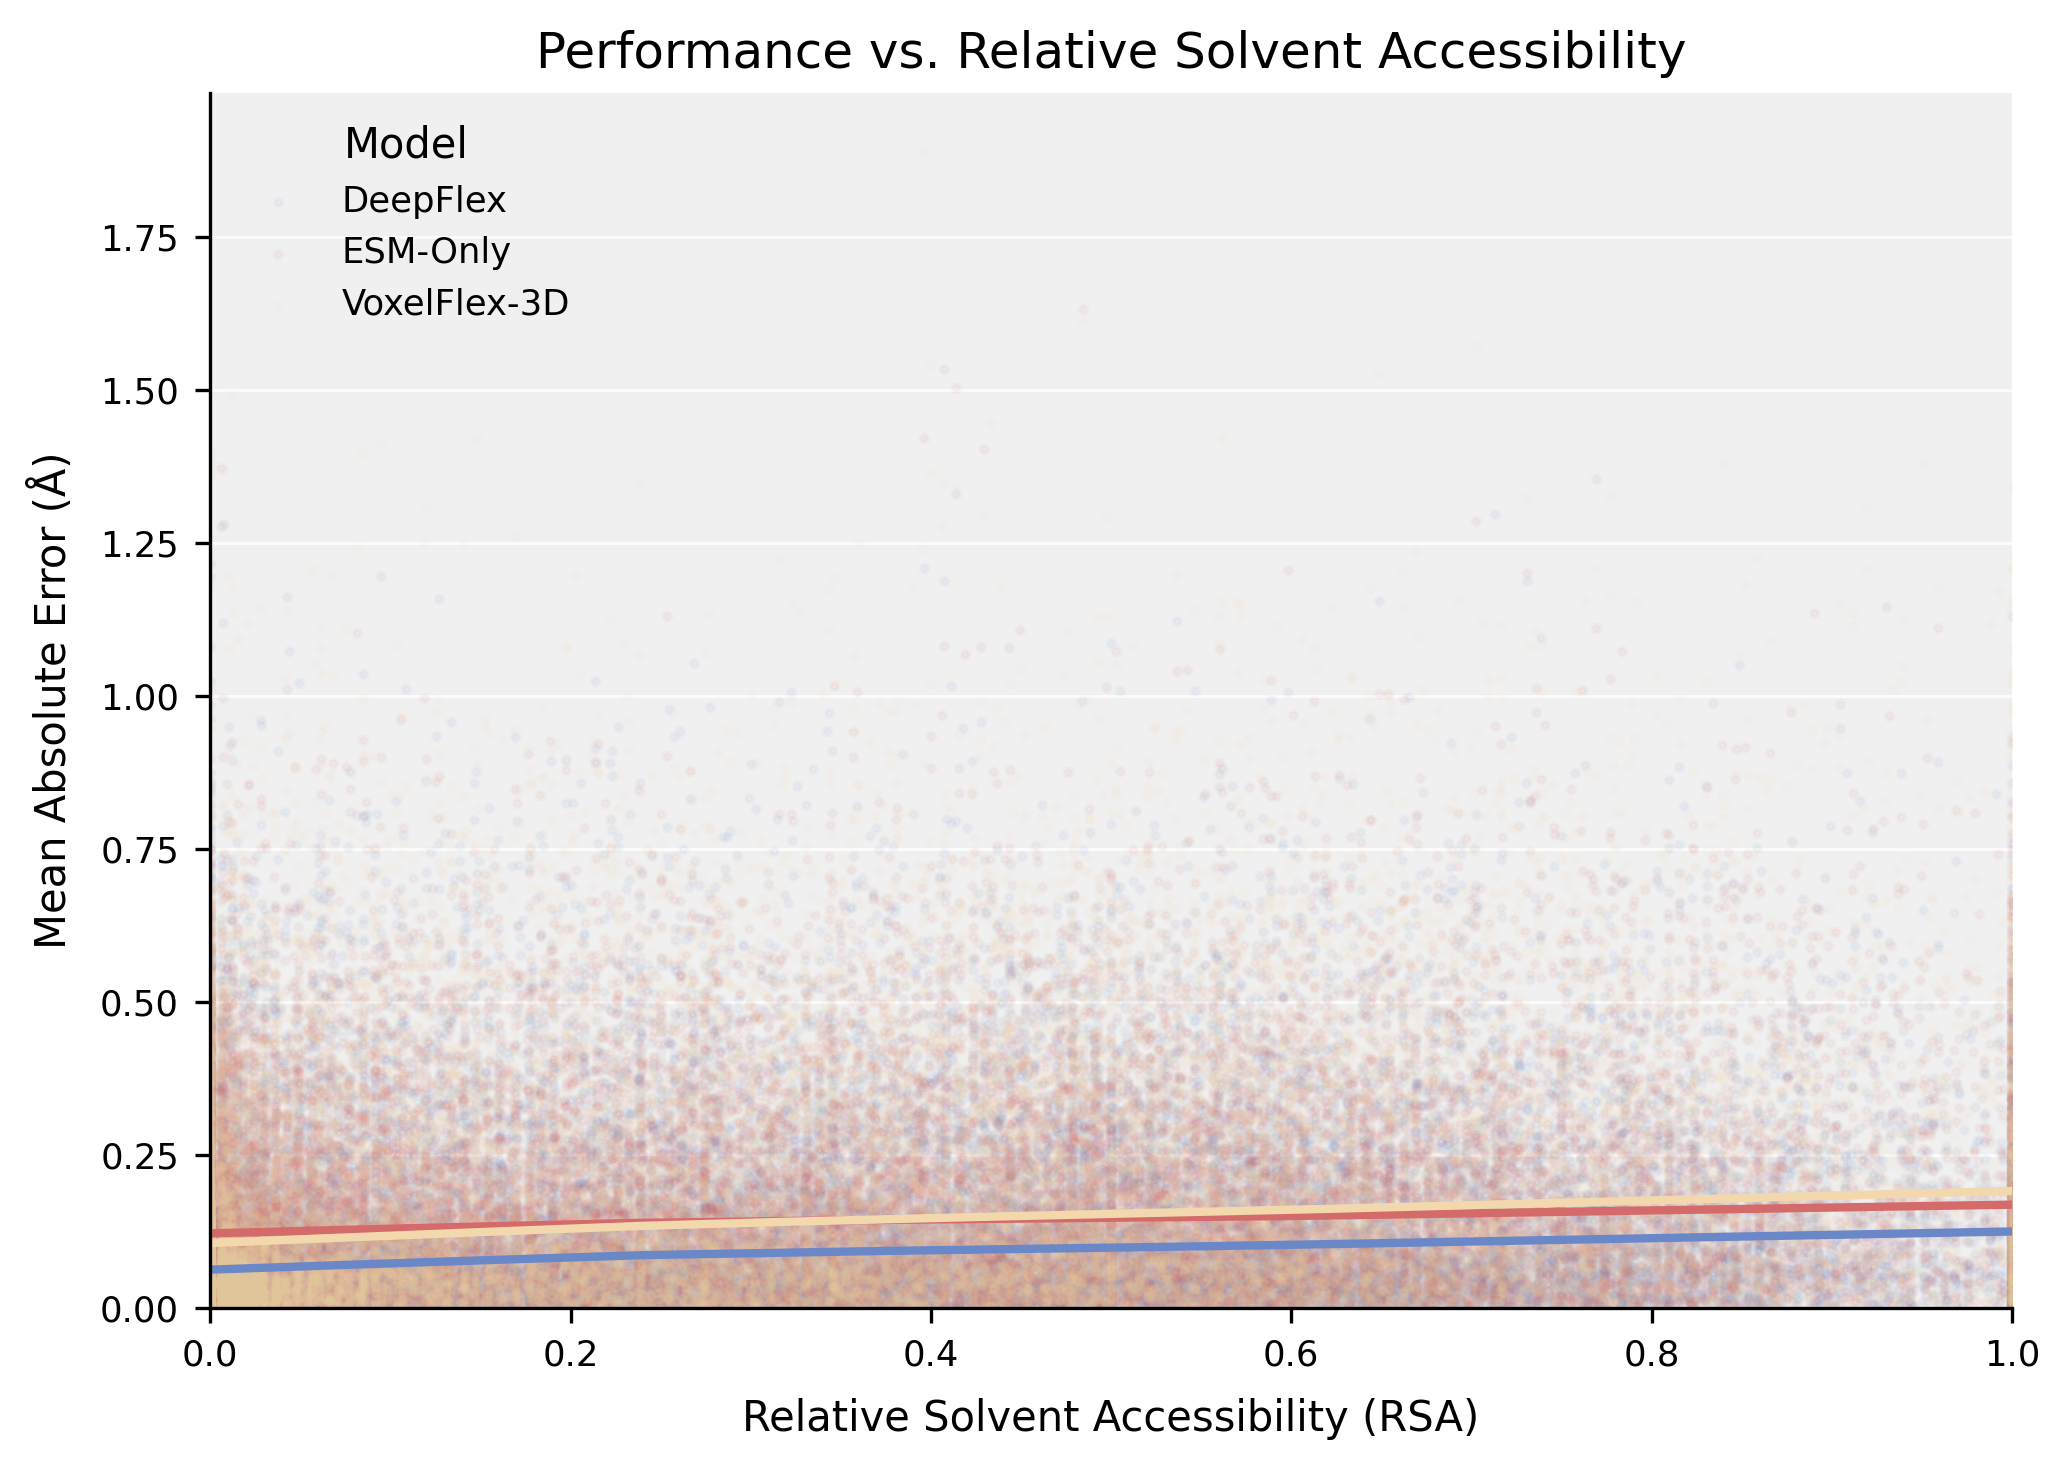 Performance vs. Relative Solvent Accessibility
Model
DeepFlex
ESM-Only
VoxelFlex-3D
Mean Absolute Error (Å)
1.75
1.50
1.25
1.00
0.75
0.50
0.25
0.00
0.0 0.2 0.4 0.6 0.8 1.0
Relative Solvent Accessibility (RSA)